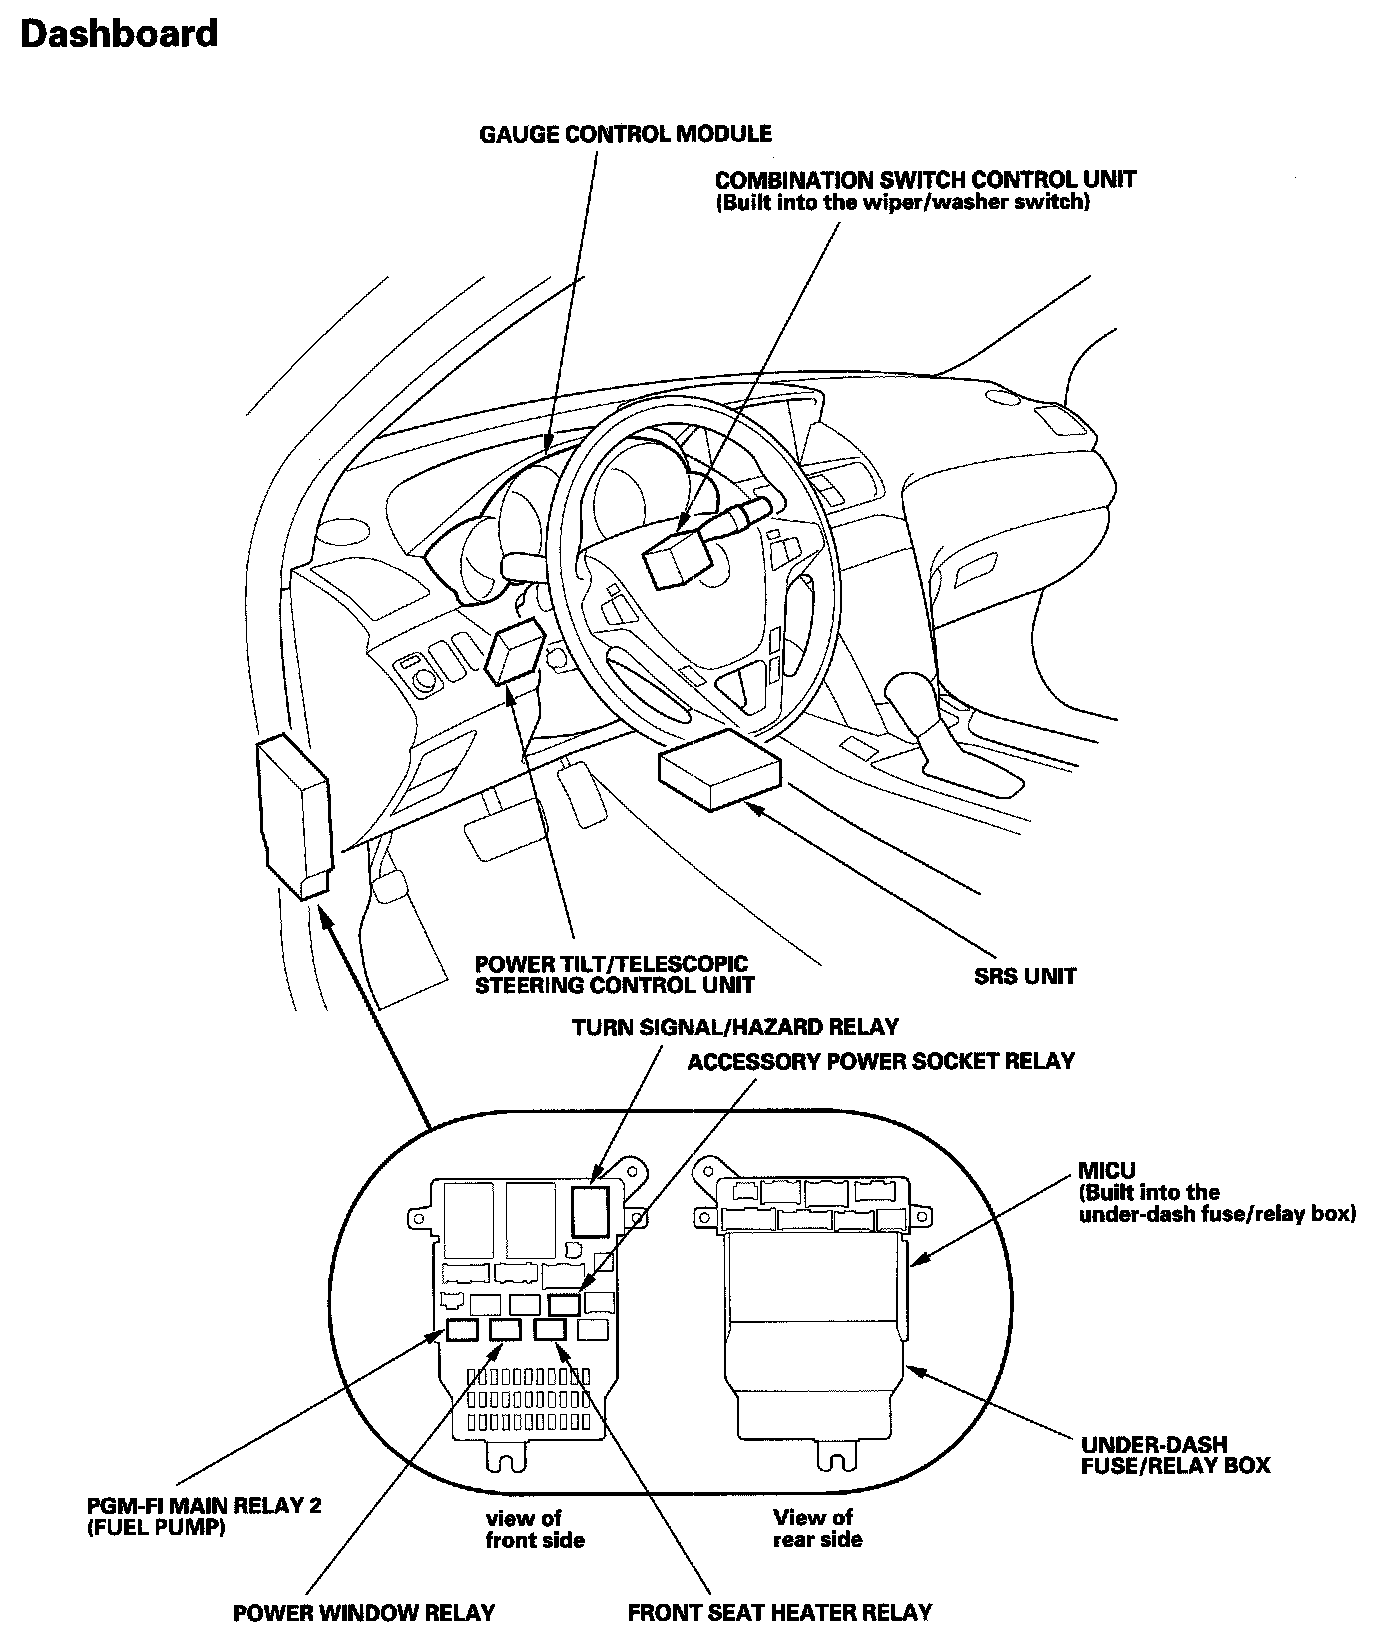 Dashboard
GAUGE CONTROL MODULE
COMBINATION SWITCH CONTROL UNIT
(Built into the wiper/washer switch)
POWER TILT/TELESCOPIC
STEERING CONTROL UNIT
SRS UNIT
TURN SIGNAL/HAZARD RELAY
ACCESSORY POWER SOCKET RELAY
MICU
(Built into the
under-dash fuse/relay box)
UNDER-DASH
FUSE/RELAY BOX
PGM-FI MAIN RELAY 2
(FUEL PUMP)
view of
front side
View of
rear side
POWER WINDOW RELAY
FRONT SEAT HEATER RELAY